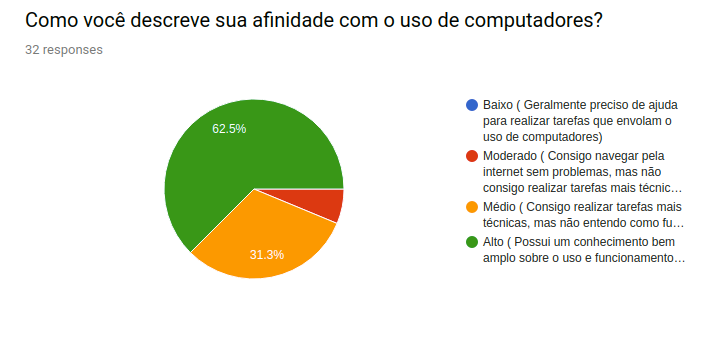 Como você descreve sua afinidade com o uso de computadores?
32 responses
62.5%
31.3%
Baixo ( Geralmente preciso de ajuda
para realizar tarefas que envolam o
uso de computadores)
Moderado ( Consigo navegar pela
internet sem problemas, mas não
consigo realizar tarefas mais técnic…
Médio ( Consigo realizar tarefas mais
técnicas, mas não entendo como fu…
Alto ( Possui um conhecimento bem
amplo sobre o uso e funcionamento…